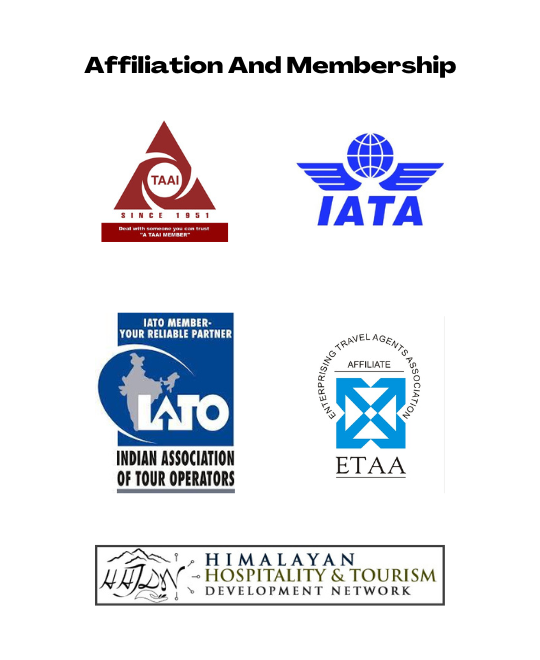 Affiliation And Membership
TAAI
SINCE 1951
Deal with someone you can trust
"A TAAI MEMBER"
IATA
IATO MEMBER-
YOUR RELIABLE PARTNER
IATO
INDIAN ASSOCIATION
OF TOUR OPERATORS
ENTERPRISING TRAVEL AGENTS ASSOCIATION
AFFILIATE
ETAA
HHTDN
HIMALAYAN
HOSPITALITY & TOURISM
DEVELOPMENT NETWORK